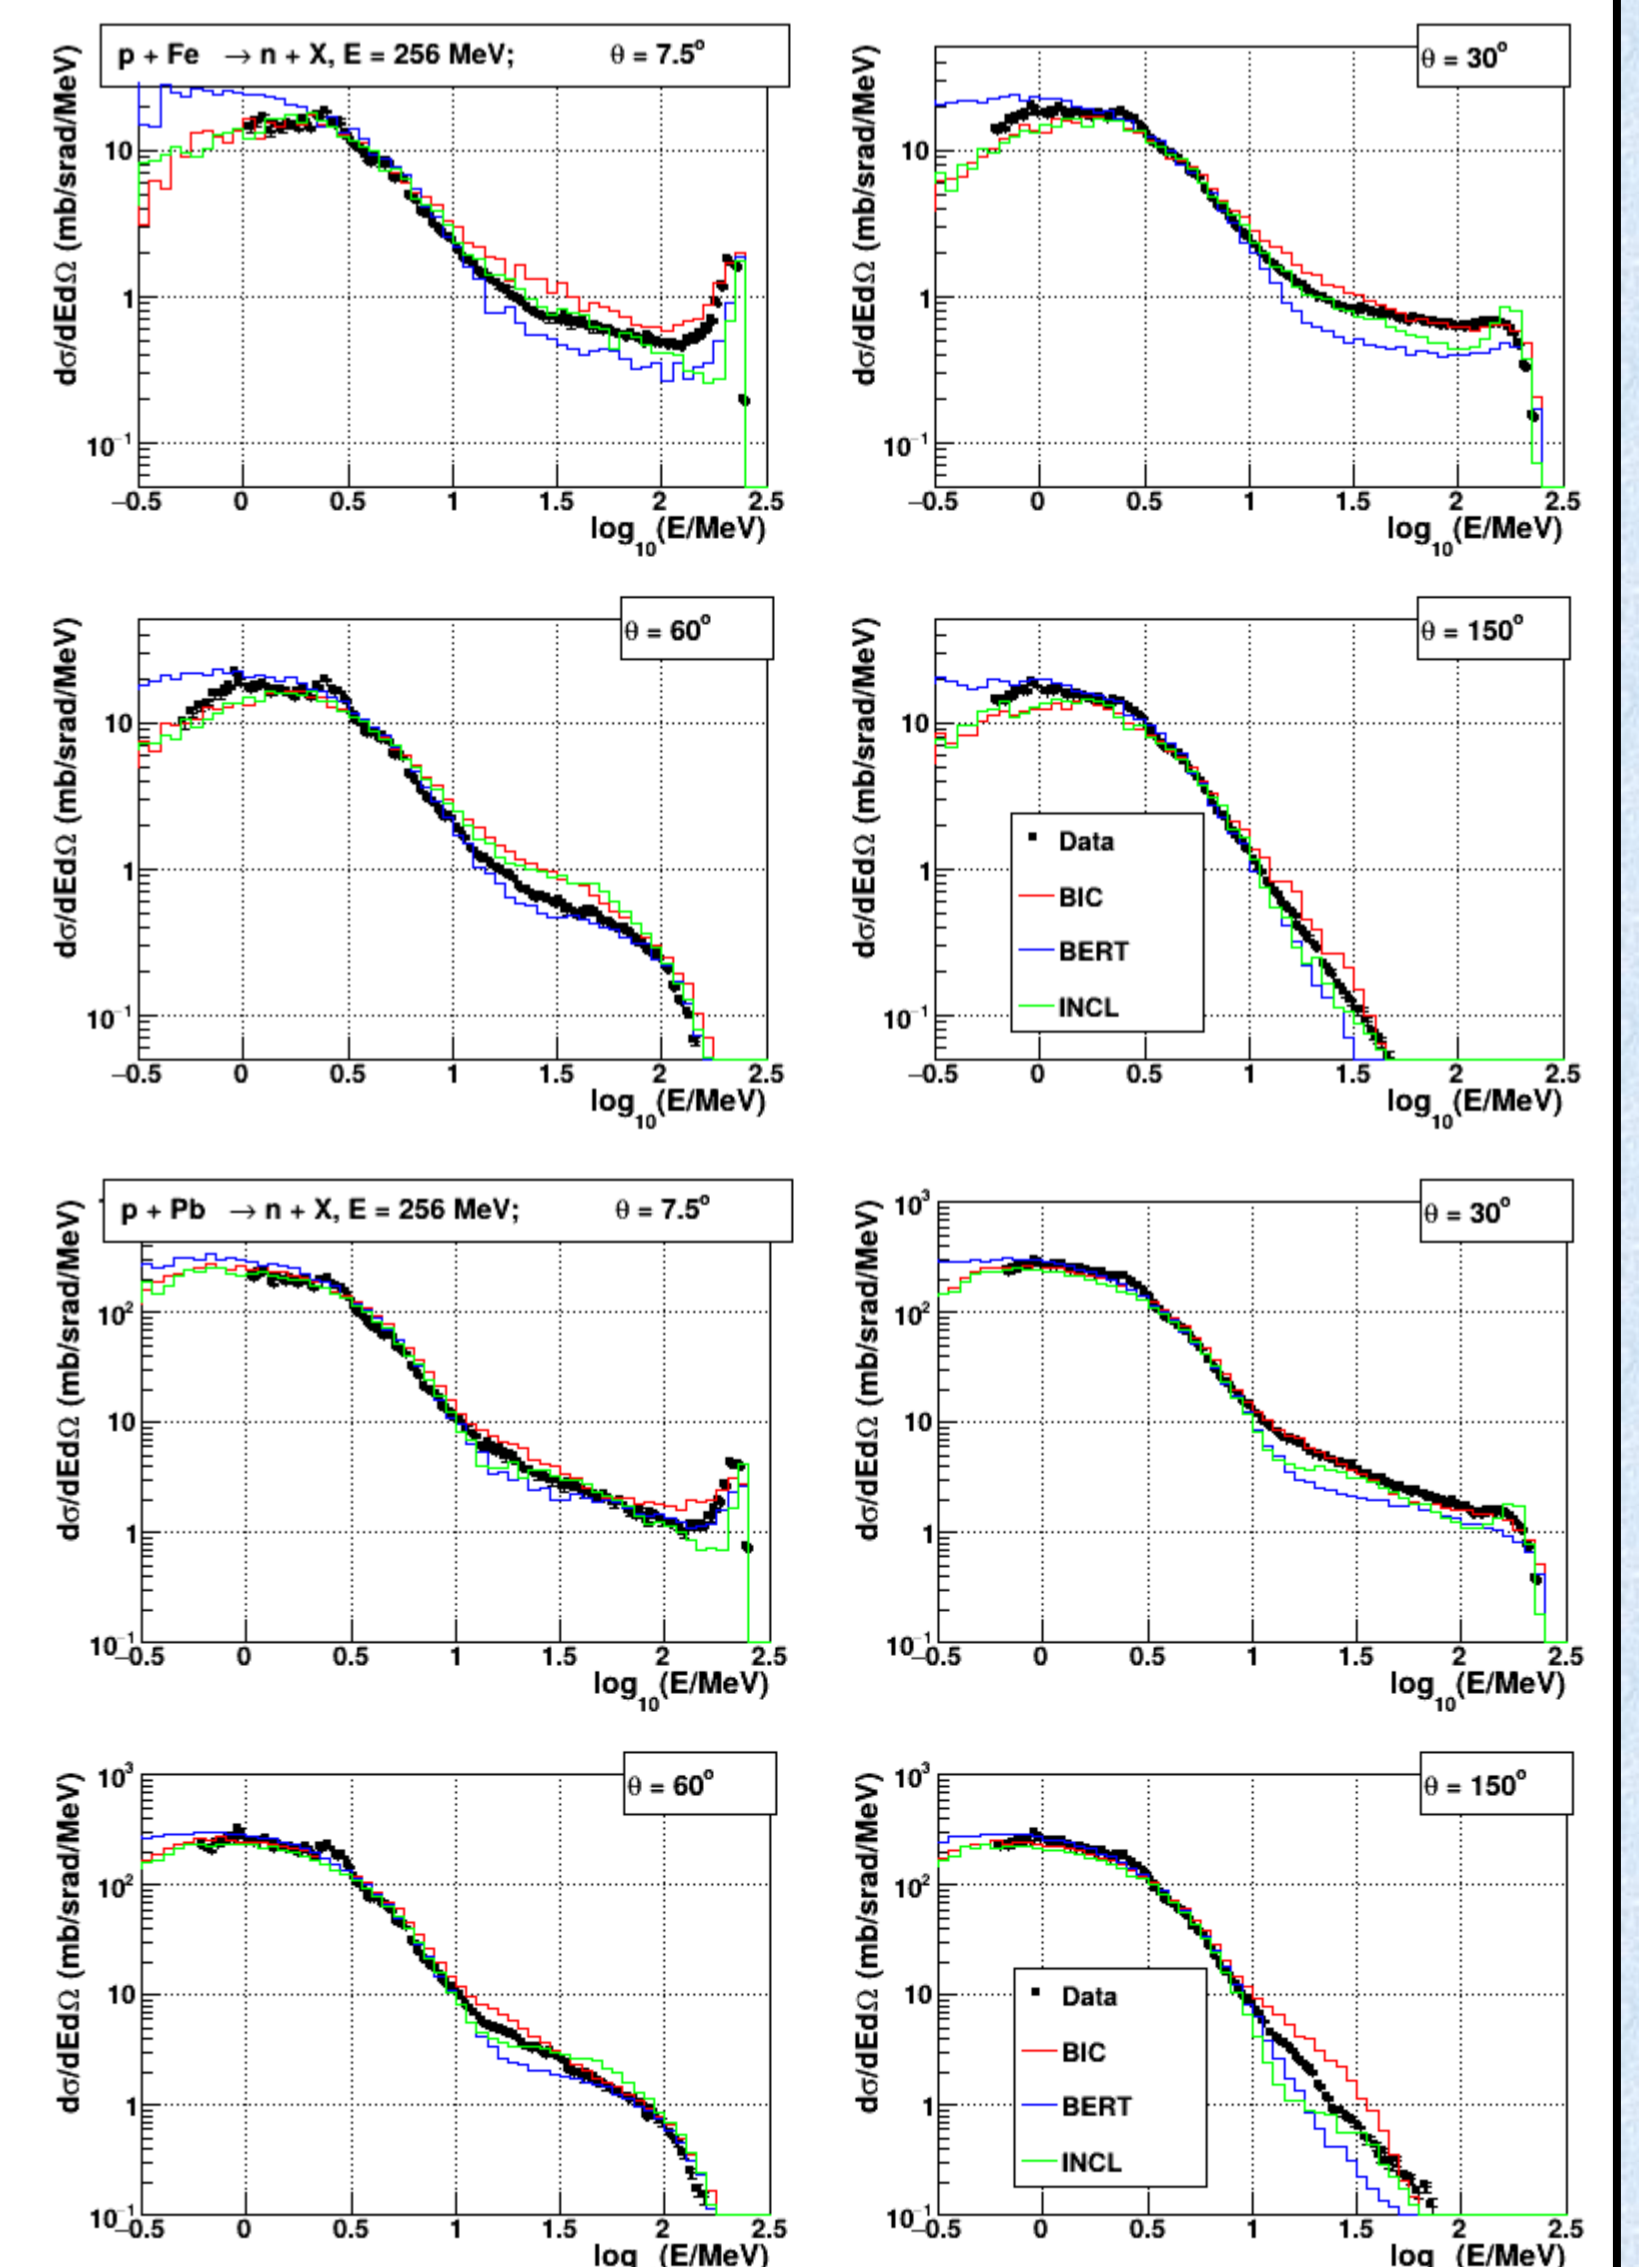 p + Fe → n + X, E = 256 MeV; θ = 7.5°
dσ/dEdΩ (mb/srad/MeV)
10
1
10⁻¹
−0.5 0 0.5 1 1.5 2 2.5
log₁₀(E/MeV)
θ = 30°
dσ/dEdΩ (mb/srad/MeV)
10
1
10⁻¹
−0.5 0 0.5 1 1.5 2 2.5
log₁₀(E/MeV)
θ = 60°
dσ/dEdΩ (mb/srad/MeV)
10
1
10⁻¹
−0.5 0 0.5 1 1.5 2 2.5
log₁₀(E/MeV)
θ = 150°
dσ/dEdΩ (mb/srad/MeV)
10
1
10⁻¹
Data
BIC
BERT
INCL
−0.5 0 0.5 1 1.5 2 2.5
log₁₀(E/MeV)
p + Pb → n + X, E = 256 MeV; θ = 7.5°
dσ/dEdΩ (mb/srad/MeV)
10²
10
1
10⁻¹
−0.5 0 0.5 1 1.5 2 2.5
log₁₀(E/MeV)
θ = 30°
dσ/dEdΩ (mb/srad/MeV)
10³
10²
10
1
10⁻¹
−0.5 0 0.5 1 1.5 2 2.5
log₁₀(E/MeV)
θ = 60°
dσ/dEdΩ (mb/srad/MeV)
10³
10²
10
1
10⁻¹
−0.5 0 0.5 1 1.5 2 2.5
log (E/MeV)
θ = 150°
dσ/dEdΩ (mb/srad/MeV)
10³
10²
10
1
10⁻¹
Data
BIC
BERT
INCL
−0.5 0 0.5 1 1.5 2 2.5
log (E/MeV)